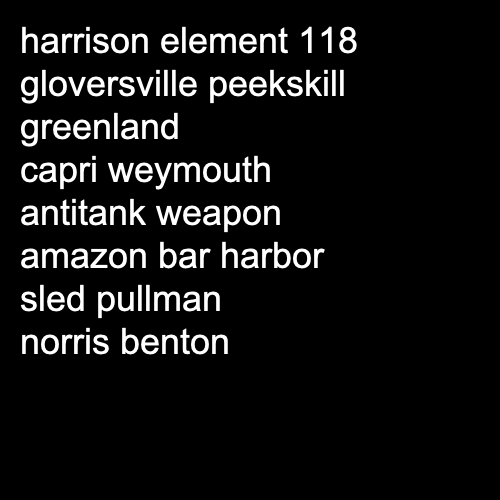 harrison element 118
gloversville peekskill
greenland
capri weymouth
antitank weapon
amazon bar harbor
sled pullman
norris benton